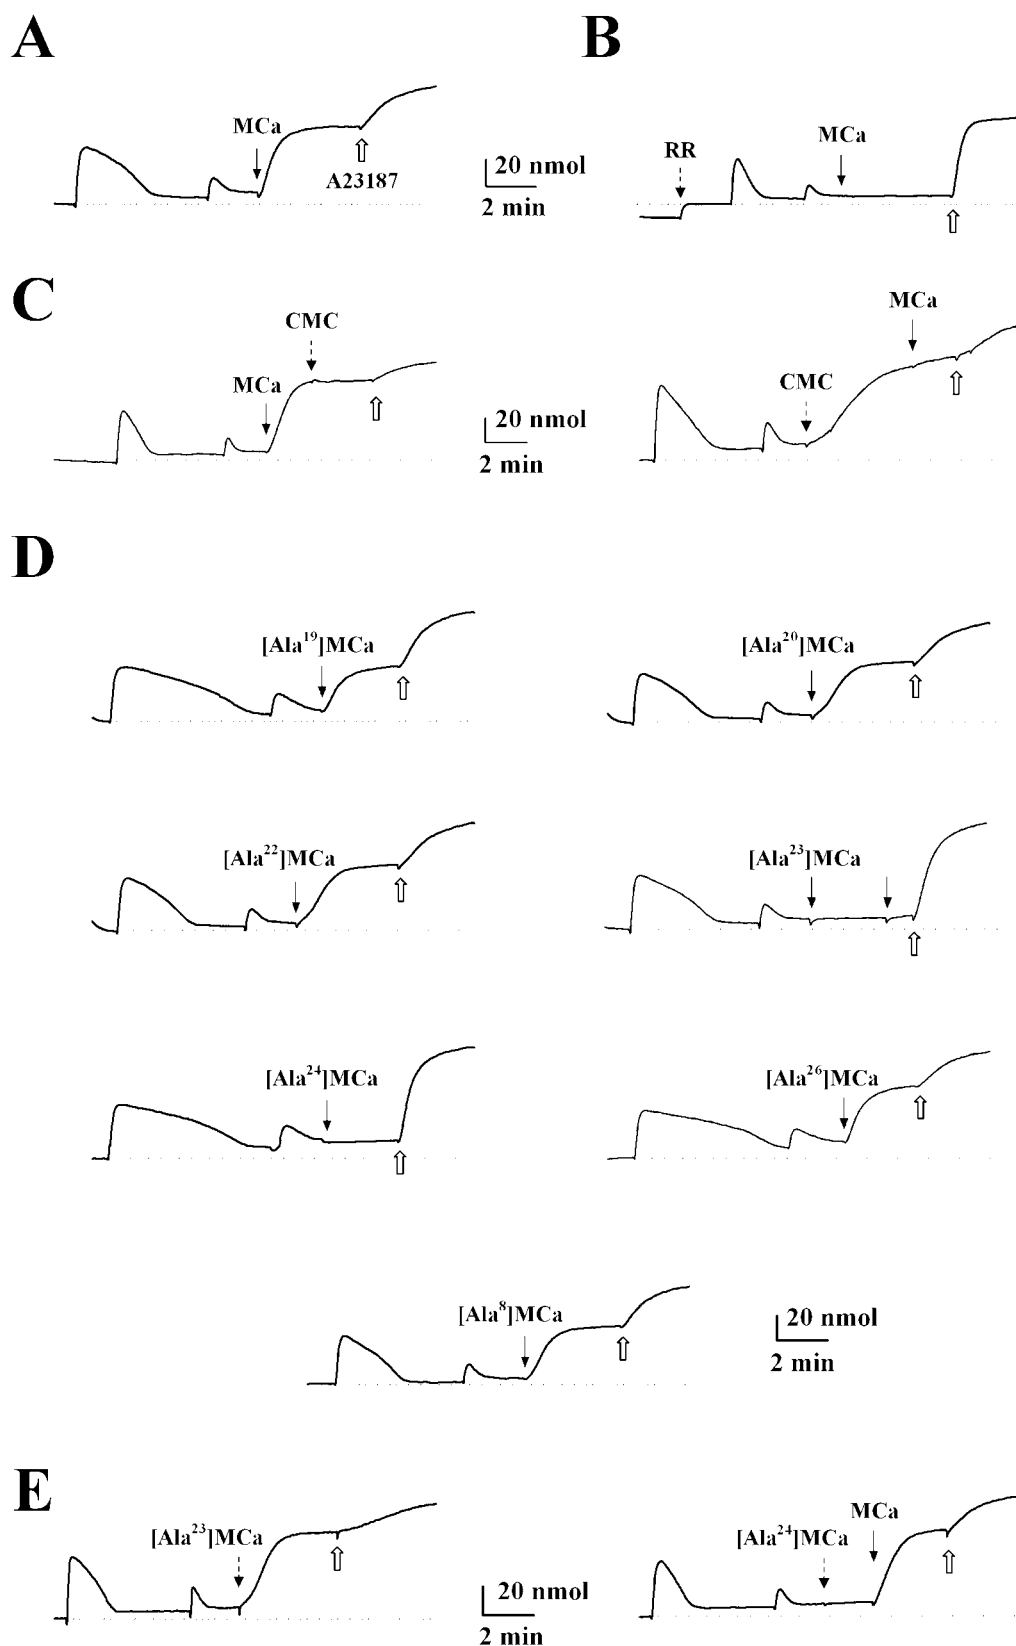 A
B
MCa
A23187
20 nmol
2 min
RR
MCa
C
CMC
MCa
20 nmol
2 min
MCa
CMC
D
[Ala¹⁹]MCa
[Ala²⁰]MCa
[Ala²²]MCa
[Ala²³]MCa
[Ala²⁴]MCa
[Ala²⁶]MCa
[Ala⁸]MCa
20 nmol
2 min
E
[Ala²³]MCa
20 nmol
2 min
[Ala²⁴]MCa
MCa